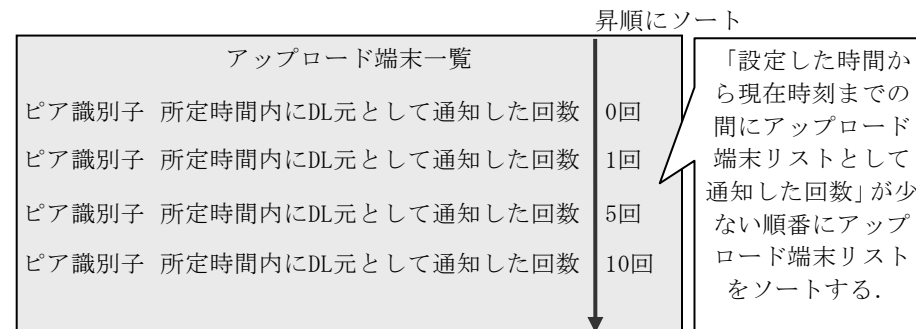 昇順にソート
アップロード端末一覧
ピア識別子 所定時間内にDL元として通知した回数 0回
ピア識別子 所定時間内にDL元として通知した回数 1回
ピア識別子 所定時間内にDL元として通知した回数 5回
ピア識別子 所定時間内にDL元として通知した回数 10回
「設定した時間か
ら現在時刻までの
間にアップロード
端末リストとして
通知した回数」が少
ない順番にアップ
ロード端末リスト
をソートする.